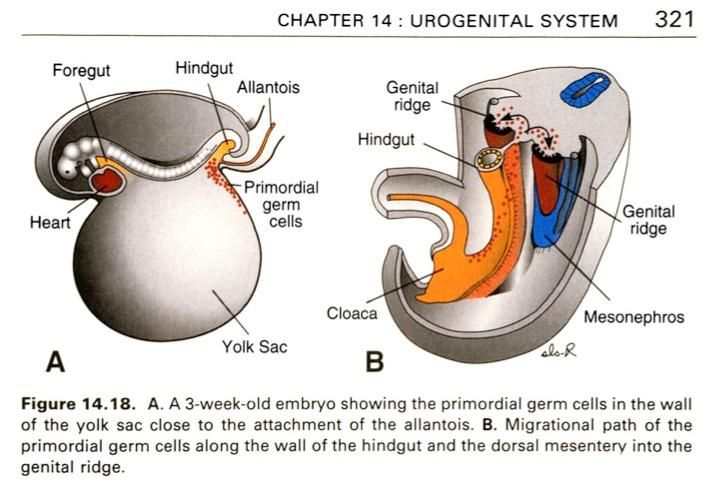 CHAPTER 14 : UROGENITAL SYSTEM 321
Foregut
Hindgut
Allantois
Primordial
germ
cells
Heart
Yolk Sac
A
Genital
ridge
Hindgut
Genital
ridge
Cloaca
Mesonephros
B
Figure 14.18. A. A 3-week-old embryo showing the primordial germ cells in the wall
of the yolk sac close to the attachment of the allantois. B. Migrational path of the
primordial germ cells along the wall of the hindgut and the dorsal mesentery into the
genital ridge.